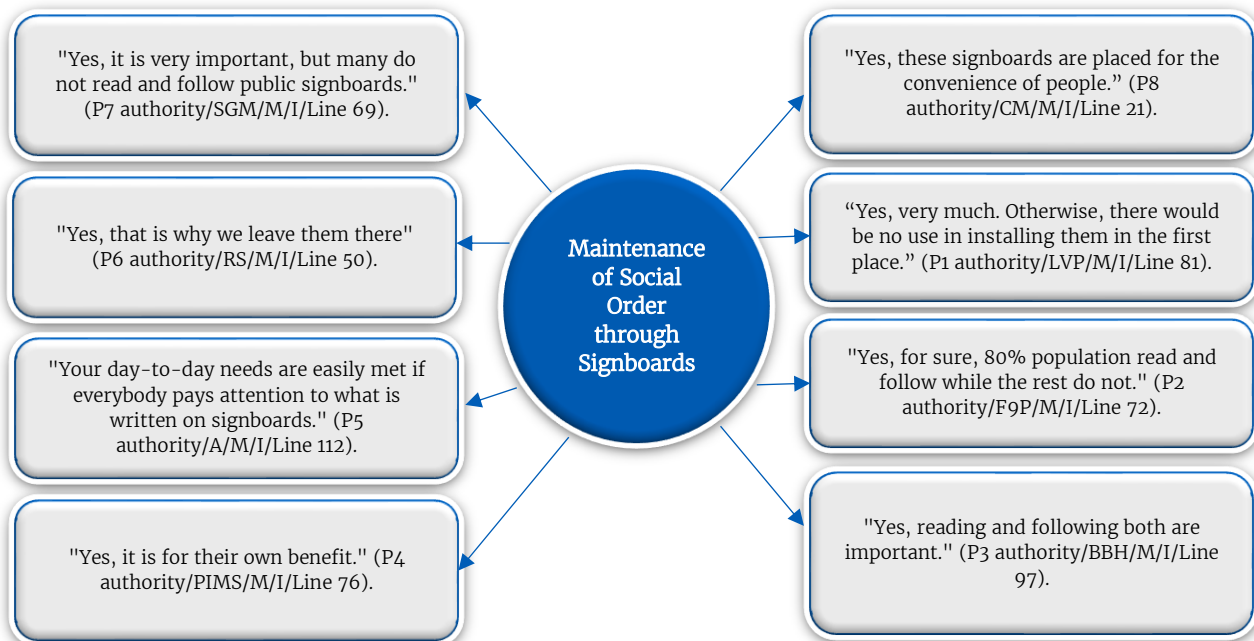 "Yes, it is very important, but many do
not read and follow public signboards."
(P7 authority/SGM/M/I/Line 69).
"Yes, that is why we leave them there"
(P6 authority/RS/M/I/Line 50).
"Your day-to-day needs are easily met if
everybody pays attention to what is
written on signboards." (P5
authority/A/M/I/Line 112).
"Yes, it is for their own benefit." (P4
authority/PIMS/M/I/Line 76).
Maintenance
of Social
Order
through
Signboards
"Yes, these signboards are placed for the
convenience of people.” (P8
authority/CM/M/I/Line 21).
“Yes, very much. Otherwise, there would
be no use in installing them in the first
place.” (P1 authority/LVP/M/I/Line 81).
"Yes, for sure, 80% population read and
follow while the rest do not." (P2
authority/F9P/M/I/Line 72).
"Yes, reading and following both are
important." (P3 authority/BBH/M/I/Line
97).